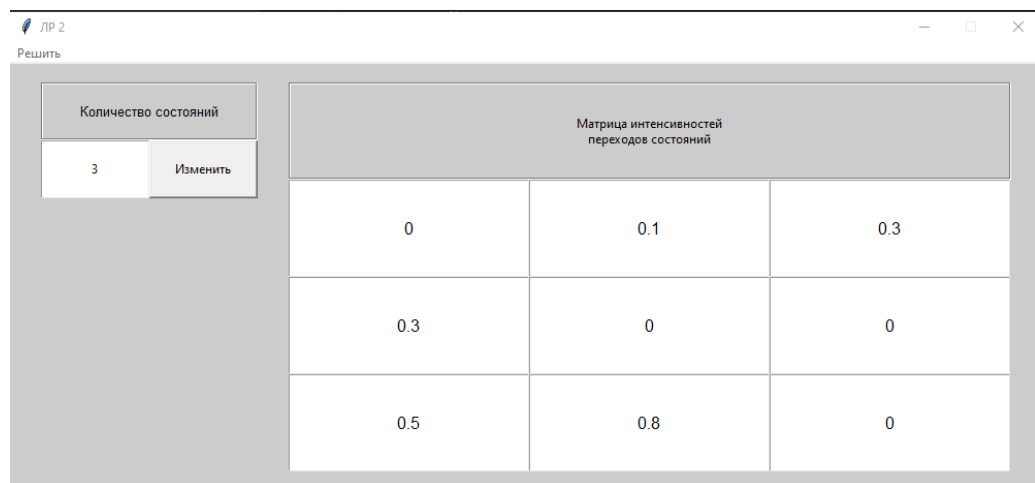 ЛР 2
Решить
Количество состояний
3 Изменить
Матрица интенсивностей
переходов состояний
0 0.1 0.3
0.3 0 0
0.5 0.8 0